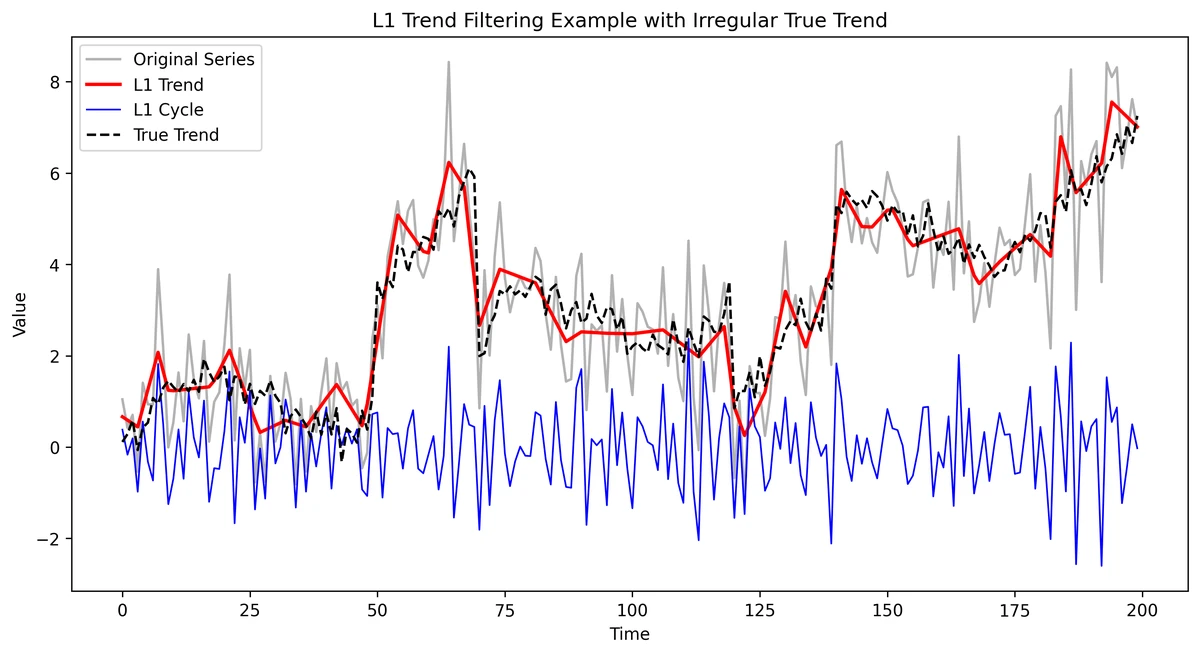 L1 Trend Filtering Example with Irregular True Trend
Original Series
L1 Trend
L1 Cycle
True Trend
8
6
4
2
0
−2
Value
0 25 50 75 100 125 150 175 200
Time